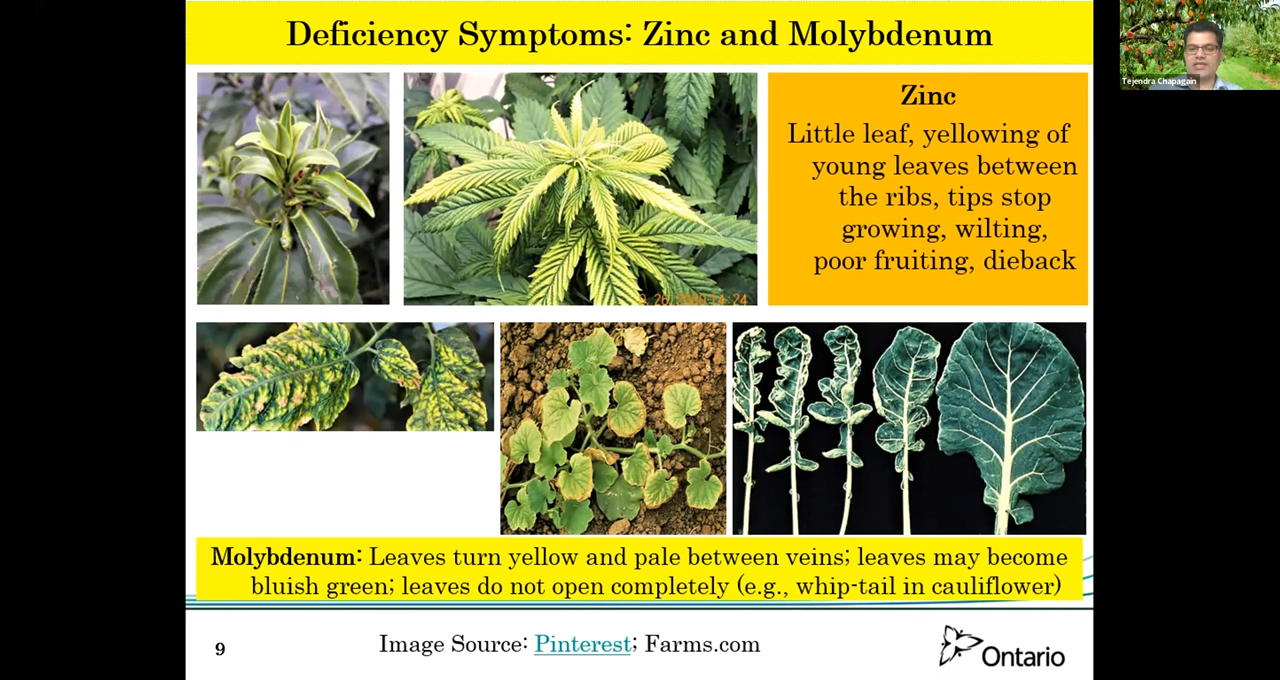 Deficiency Symptoms: Zinc and Molybdenum
Tejendra Chapagain
Zinc
Little leaf, yellowing of
young leaves between
the ribs, tips stop
growing, wilting,
poor fruiting, dieback
Molybdenum: Leaves turn yellow and pale between veins; leaves may become
bluish green; leaves do not open completely (e.g., whip-tail in cauliflower)
9
Image Source: Pinterest; Farms.com
Ontario